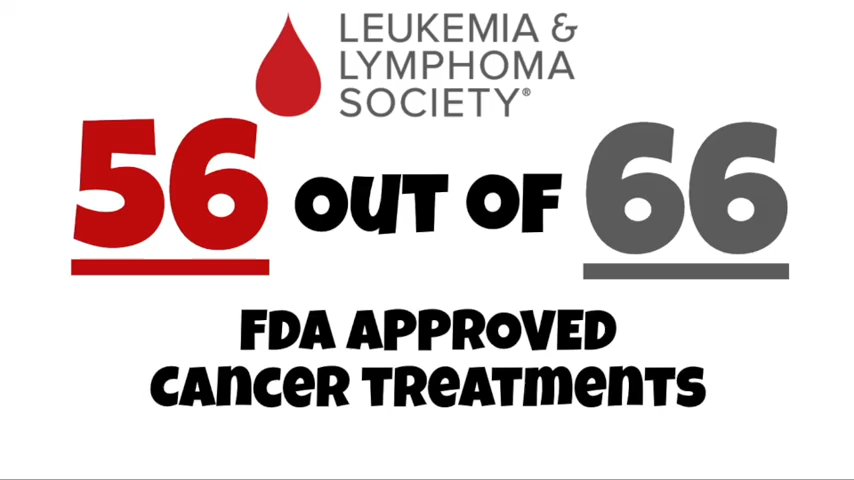 LEUKEMIA &
LYMPHOMA
SOCIETY®
56 OUT OF 66
FDA APPROVED
CANCER TREATMENTS